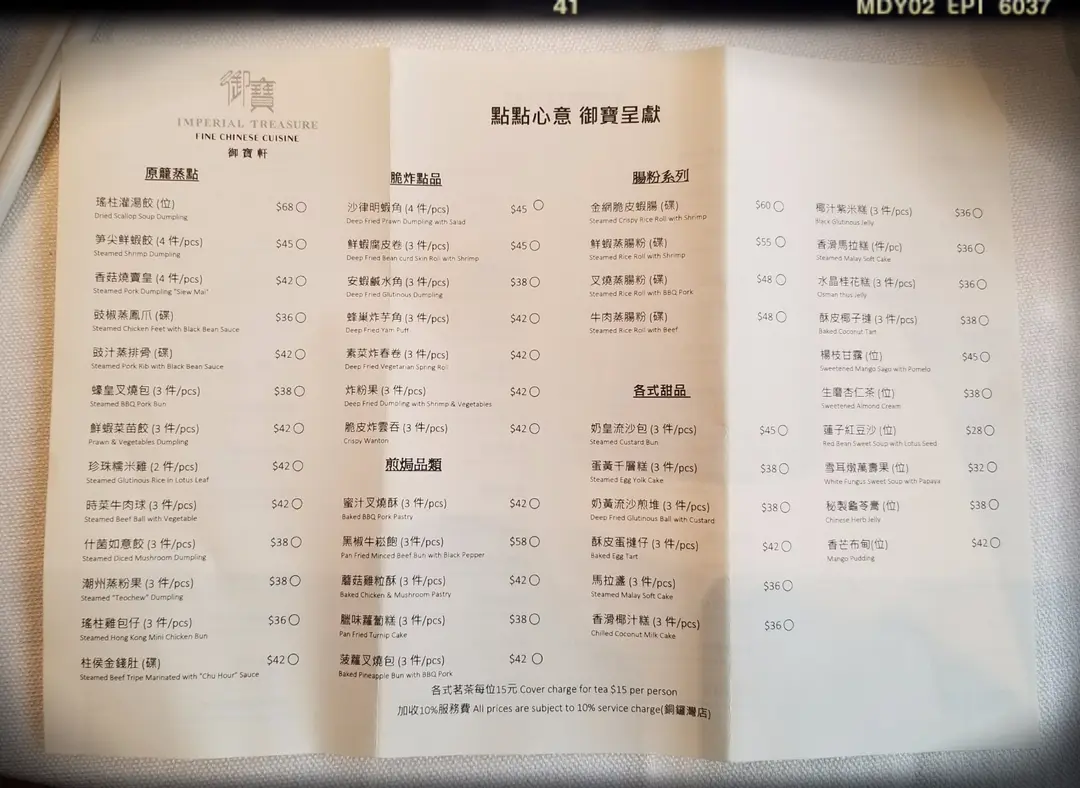 41
MDY02 EPI 6037
御寶
IMPERIAL TREASURE
FINE CHINESE CUISINE
御寶軒
點點心意 御寶呈獻
原籠蒸點
瑤柱灌湯餃 (位) $68
Dried Scallop Soup Dumpling
笋尖鮮蝦餃 (4 件/pcs) $45
Steamed Shrimp Dumpling
香菇燒賣皇 (4 件/pcs) $42
Steamed Pork Dumpling "Siew Mai"
豉椒蒸鳳爪 (碟) $36
Steamed Chicken Feet with Black Bean Sauce
豉汁蒸排骨 (碟) $42
Steamed Pork Rib with Black Bean Sauce
蠔皇叉燒包 (3 件/pcs) $38
Steamed BBQ Pork Bun
鮮蝦菜苗餃 (3 件/pcs) $42
Prawn & Vegetables Dumpling
珍珠糯米雞 (2 件/pcs) $42
Steamed Glutinous Rice in Lotus Leaf
時菜牛肉球 (3 件/pcs) $42
Steamed Beef Ball with Vegetable
什菌如意餃 (3 件/pcs) $38
Steamed Diced Mushroom Dumpling
潮州蒸粉果 (3 件/pcs) $38
Steamed "Teochew" Dumpling
瑤柱雞包仔 (3 件/pcs) $36
Steamed Hong Kong Mini Chicken Bun
柱侯金錢肚 (碟) $42
Steamed Beef Tripe Marinated with "Chu Hour" Sauce
脆炸點品
沙律明蝦角 (4 件/pcs) $45
Deep Fried Prawn Dumpling with Salad
鮮蝦腐皮卷 (3 件/pcs) $45
Deep Fried Bean curd Skin Roll with Shrimp
安蝦鹹水角 (3 件/pcs) $38
Deep Fried Glutinous Dumpling
蜂巢炸芋角 (3 件/pcs) $42
Deep Fried Yam Puff
素菜炸春卷 (3 件/pcs) $42
Deep Fried Vegetarian Spring Roll
炸粉果 (3 件/pcs) $42
Deep Fried Dumpling with Shrimp & Vegetables
脆皮炸雲吞 (3 件/pcs) $42
Crispy Wanton
煎焗品類
蜜汁叉燒酥 (3 件/pcs) $42
Baked BBQ Pork Pastry
黑椒牛崧飽 (3件/pcs) $58
Pan Fried Minced Beef Bun with Black Pepper
蘑菇雞粒酥 (3 件/pcs) $42
Baked Chicken & Mushroom Pastry
臘味蘿蔔糕 (3 件/pcs) $38
Pan Fried Turnip Cake
菠蘿叉燒包 (3 件/pcs) $42
Baked Pineapple Bun with BBQ Pork
腸粉系列
金網脆皮蝦腸 (碟) $60
Steamed Crispy Rice Roll with Shrimp
鮮蝦蒸腸粉 (碟) $55
Steamed Rice Roll with Shrimp
叉燒蒸腸粉 (碟) $48
Steamed Rice Roll with BBQ Pork
牛肉蒸腸粉 (碟) $48
Steamed Rice Roll with Beef
各式甜品
奶皇流沙包 (3 件/pcs) $45
Steamed Custard Bun
蛋黃千層糕 (3 件/pcs) $38
Steamed Egg Yolk Cake
奶黃流沙煎堆 (3 件/pcs) $38
Deep Fried Glutinous Ball with Custard
酥皮蛋撻仔 (3 件/pcs) $42
Baked Egg Tart
馬拉盞 (3 件/pcs) $36
Steamed Malay Soft Cake
香滑椰汁糕 (3 件/pcs) $36
Chilled Coconut Milk Cake
椰汁紫米糕 (3 件/pcs) $36
Black Glutinous Jelly
香滑馬拉糕 (件/pc) $36
Steamed Malay Soft Cake
水晶桂花糕 (3 件/pcs) $36
Osman thus Jelly
酥皮椰子撻 (3 件/pcs) $38
Baked Coconut Tart
楊枝甘露 (位) $45
Sweetened Mango Sago with Pomelo
生磨杏仁茶 (位) $38
Sweetened Almond Cream
蓮子紅豆沙 (位) $28
Red Bean Sweet Soup with Lotus Seed
雪耳燉萬壽果 (位) $32
White Fungus Sweet Soup with Papaya
秘製龜苓膏 (位) $38
Chinese Herb Jelly
香芒布甸(位) $42
Mango Pudding
各式茗茶每位15元 Cover charge for tea $15 per person
加收10%服務費 All prices are subject to 10% service charge(銅鑼灣店)